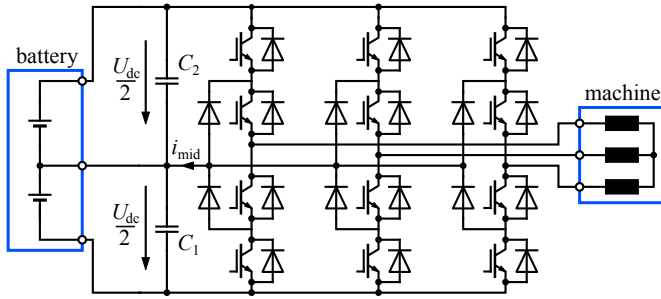 battery
U_dc/2
C_2
machine
i_mid
U_dc/2
C_1